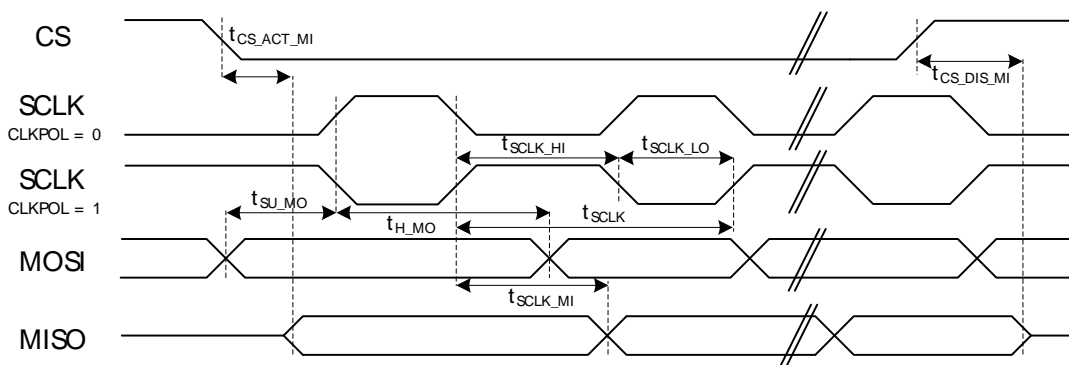 CS
tCS_ACT_MI
tCS_DIS_MI
SCLK
CLKPOL = 0
tSCLK_HI
tSCLK_LO
SCLK
CLKPOL = 1
tSU_MO
tH_MO
tSCLK
MOSI
tSCLK_MI
MISO